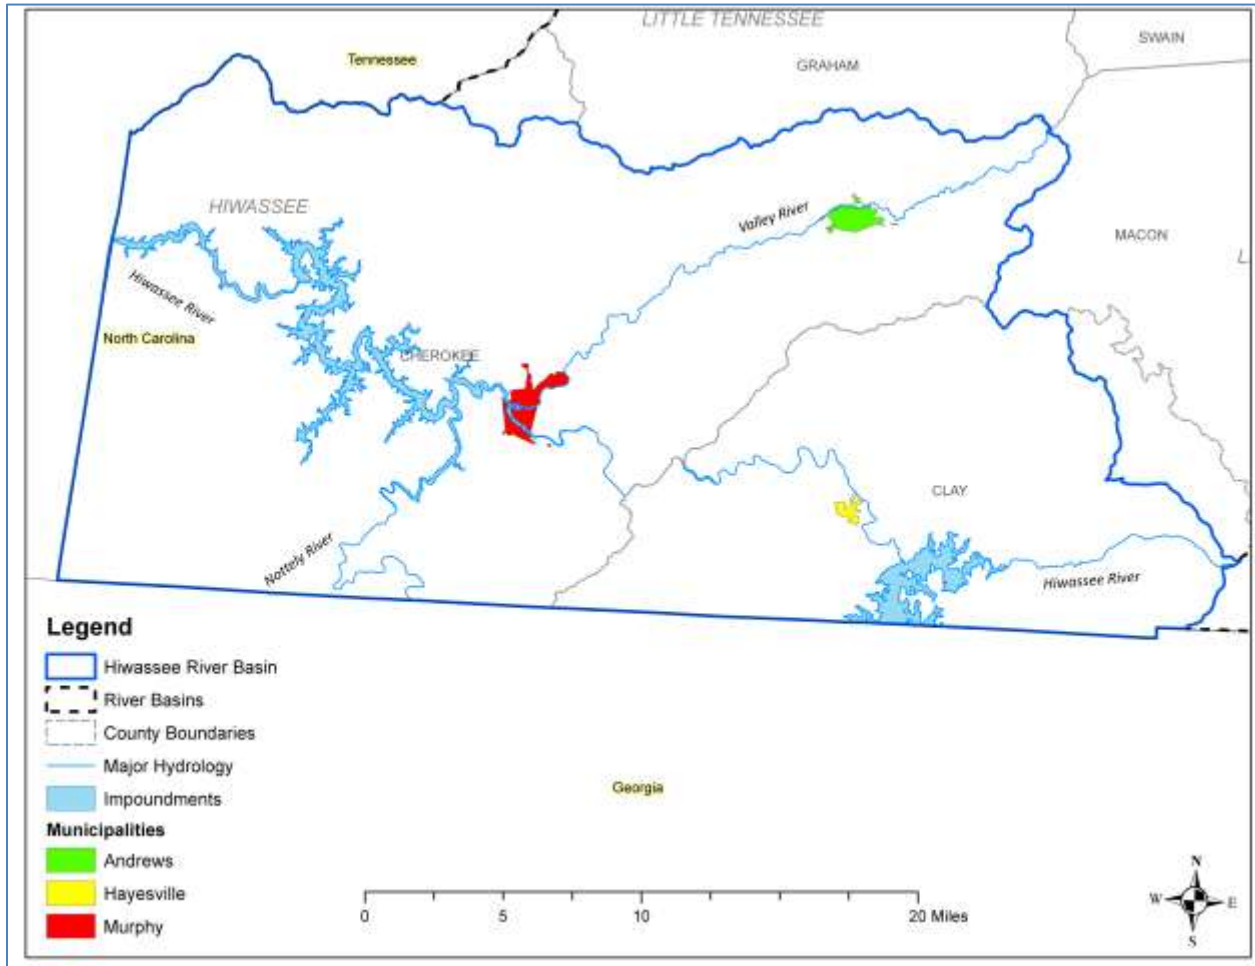 LITTLE TENNESSEE
SWAIN
Tennessee
GRAHAM
HIWASSEE
Valley River
MACON
L
Hiwassee River
North Carolina
CHEROKEE
CLAY
Nottely River
Hiwassee River
Legend
Hiwassee River Basin
River Basins
County Boundaries
Major Hydrology
Impoundments
Municipalities
Andrews
Hayesville
Murphy
Georgia
0 5 10 20 Miles
N
W E
S